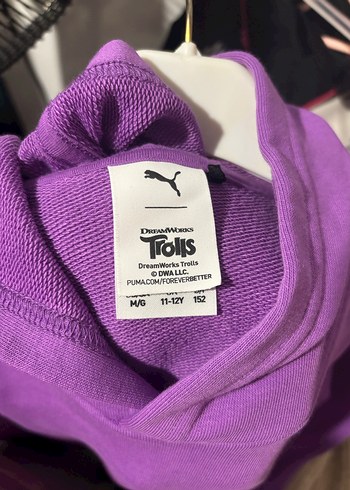 DREAMWORKS
Trolls
DreamWorks Trolls
© DWA LLC.
PUMA.COM/FOREVERBETTER
M/G 11-12Y 152